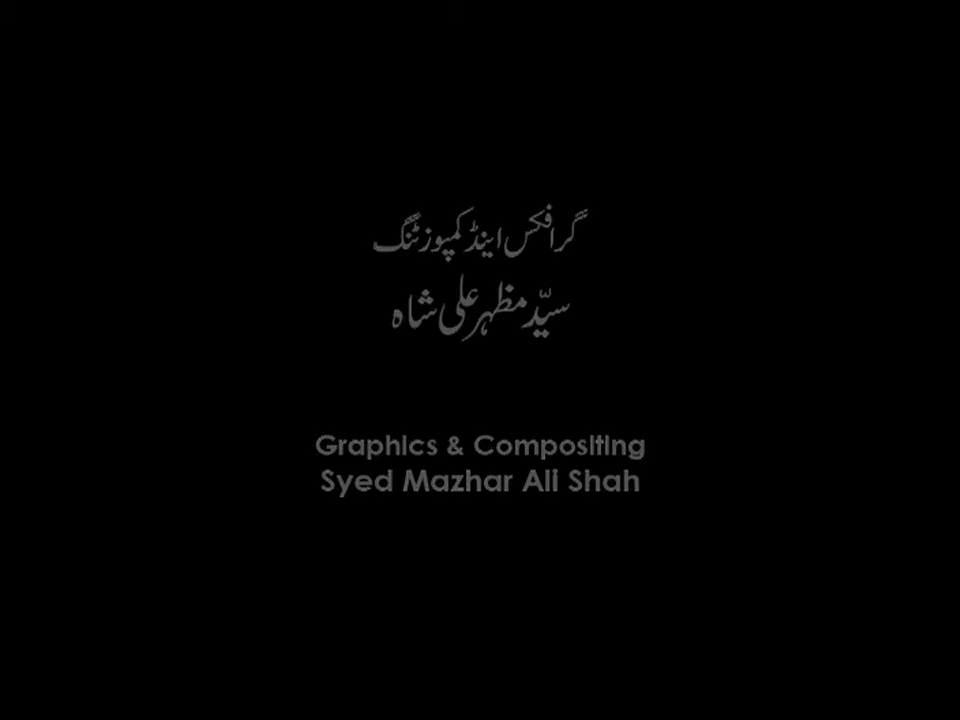 گرافکس اینڈ کمپوزٹنگ
سیّد مظہر علی شاہ
Graphics & Compositing
Syed Mazhar Ali Shah